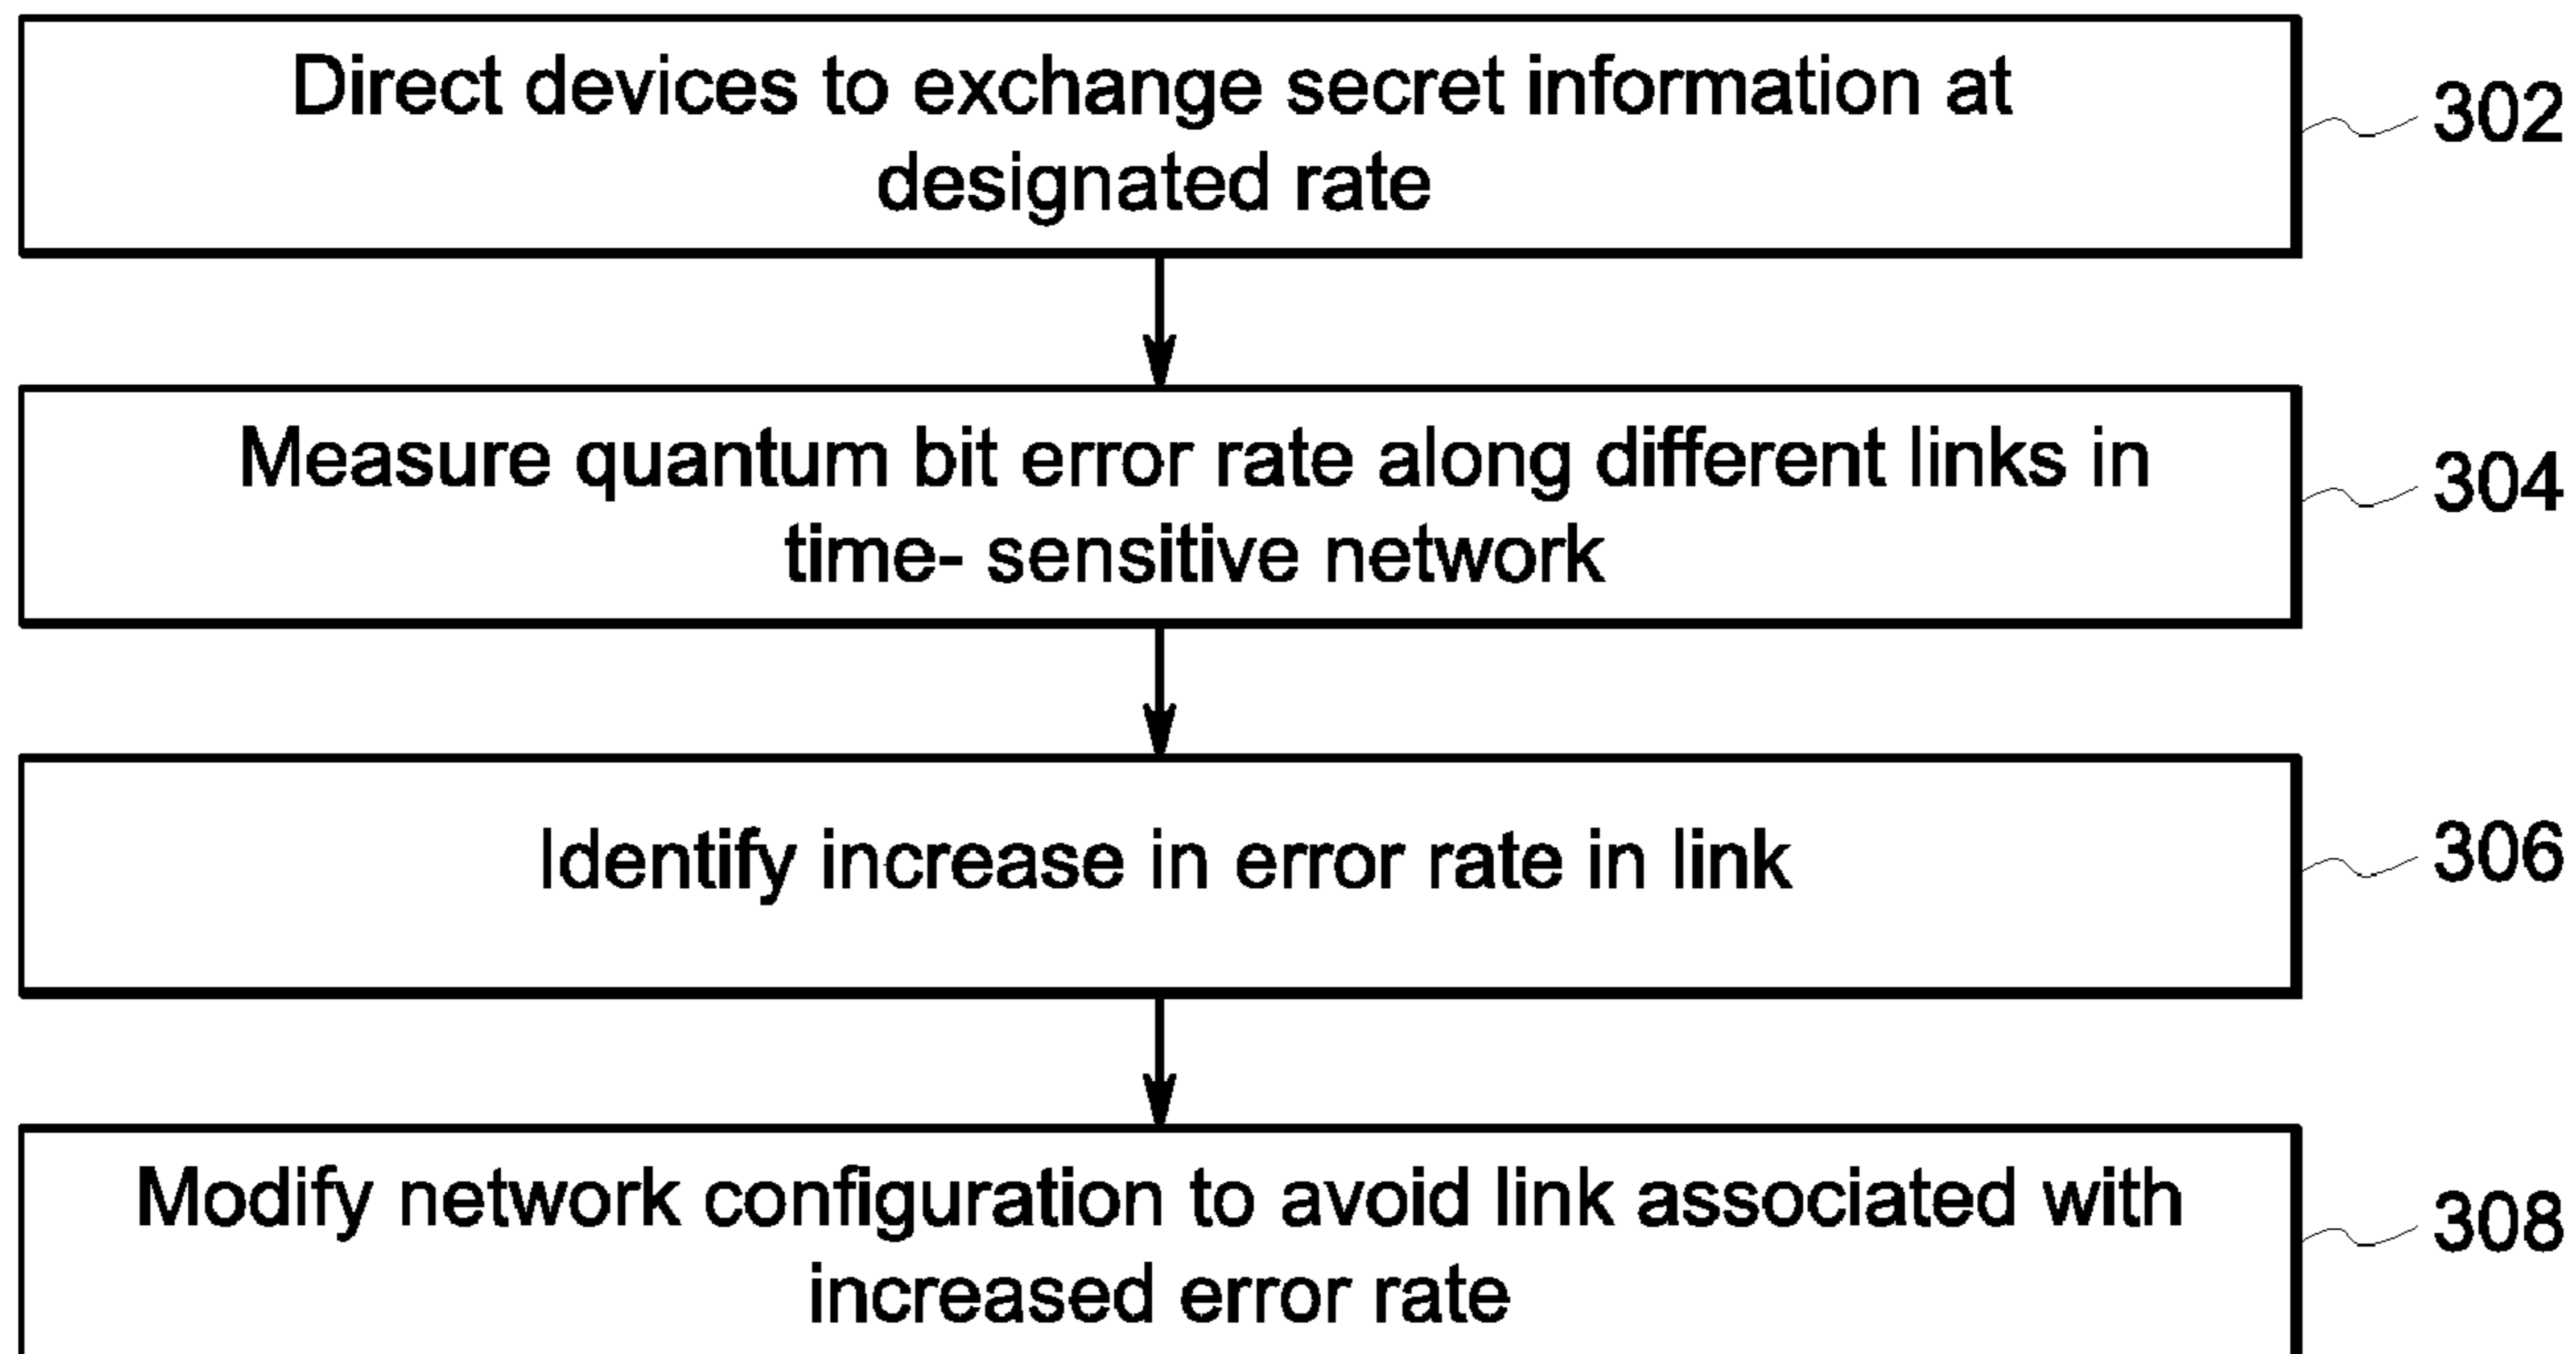 Direct devices to exchange secret information at
designated rate
302
Measure quantum bit error rate along different links in
time- sensitive network
304
Identify increase in error rate in link
306
Modify network configuration to avoid link associated with
increased error rate
308